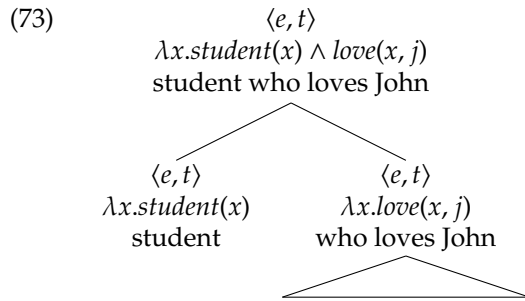 (73)
⟨e, t⟩
λx.student(x) ∧ love(x, j)
student who loves John
⟨e, t⟩ ⟨e, t⟩
λx.student(x) λx.love(x, j)
student who loves John